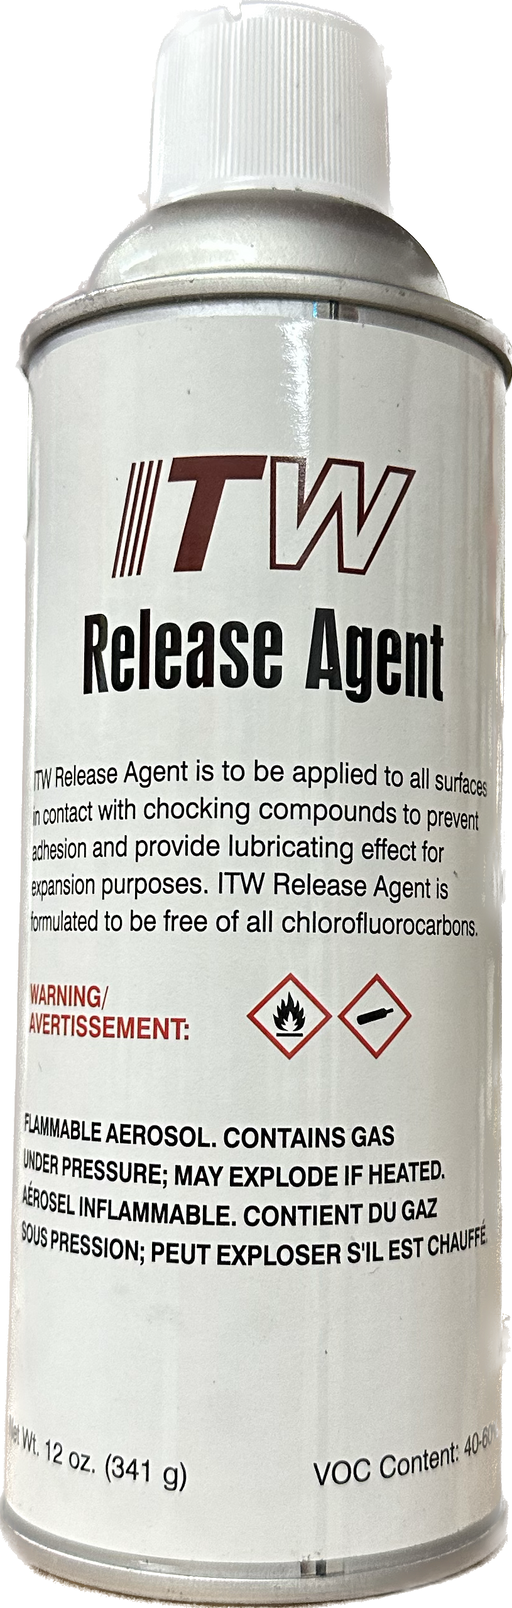 ITW
Release Agent
ITW Release Agent is to be applied to all surfaces
in contact with chocking compounds to prevent
adhesion and provide lubricating effect for
expansion purposes. ITW Release Agent is
formulated to be free of all chlorofluorocarbons.
WARNING/
AVERTISSEMENT:
FLAMMABLE AEROSOL. CONTAINS GAS
UNDER PRESSURE; MAY EXPLODE IF HEATED.
AÉROSEL INFLAMMABLE. CONTIENT DU GAZ
SOUS PRESSION; PEUT EXPLOSER S'IL EST CHAUFFÉ.
Net Wt. 12 oz. (341 g)
VOC Content: 40-60%